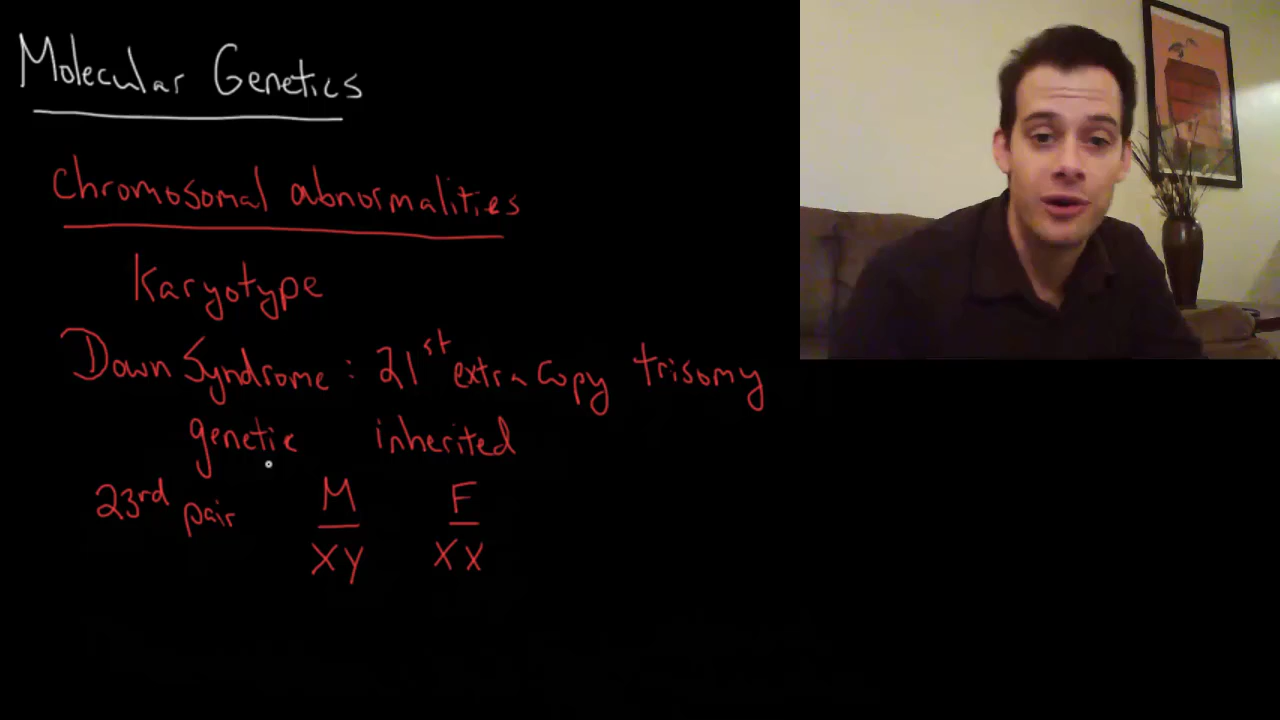 Molecular Genetics
Chromosomal abnormalities
Karyotype
Down Syndrome: 21st extra copy trisomy
genetic inherited
23rd pair M F
XY XX